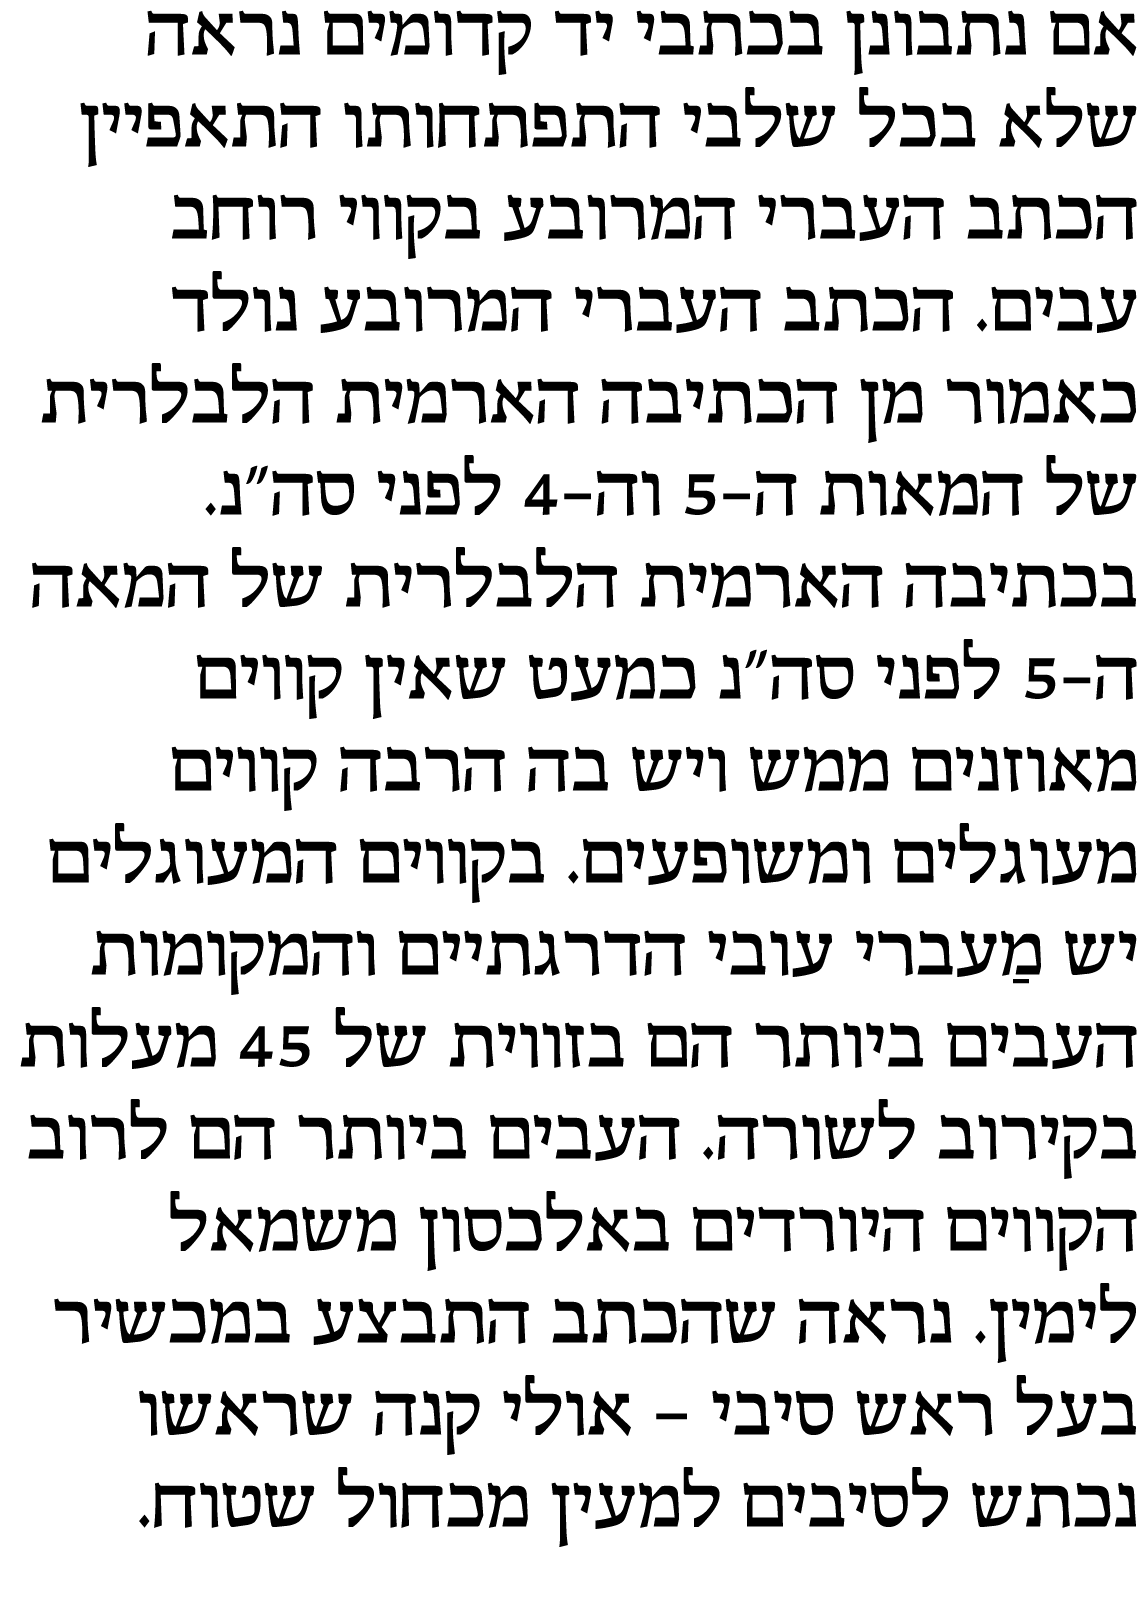 אם נתבונן בכתבי יד קדומים נראה
שלא בכל שלבי התפתחותו התאפיין
הכתב העברי המרובע בקווי רוחב
עבים. הכתב העברי המרובע נולד
כאמור מן הכתיבה הארמית הלבלרית
של המאות ה-5 וה-4 לפני סה"נ.
בכתיבה הארמית הלבלרית של המאה
ה-5 לפני סה"נ כמעט שאין קווים
מאוזנים ממש ויש בה הרבה קווים
מעוגלים ומשופעים. בקווים המעוגלים
יש מַעברי עובי הדרגתיים והמקומות
העבים ביותר הם בזווית של 45 מעלות
בקירוב לשורה. העבים ביותר הם לרוב
הקווים היורדים באלכסון משמאל
לימין. נראה שהכתב התבצע במכשיר
בעל ראש סיבי – אולי קנה שראשו
נכתש לסיבים למעין מכחול שטוח.